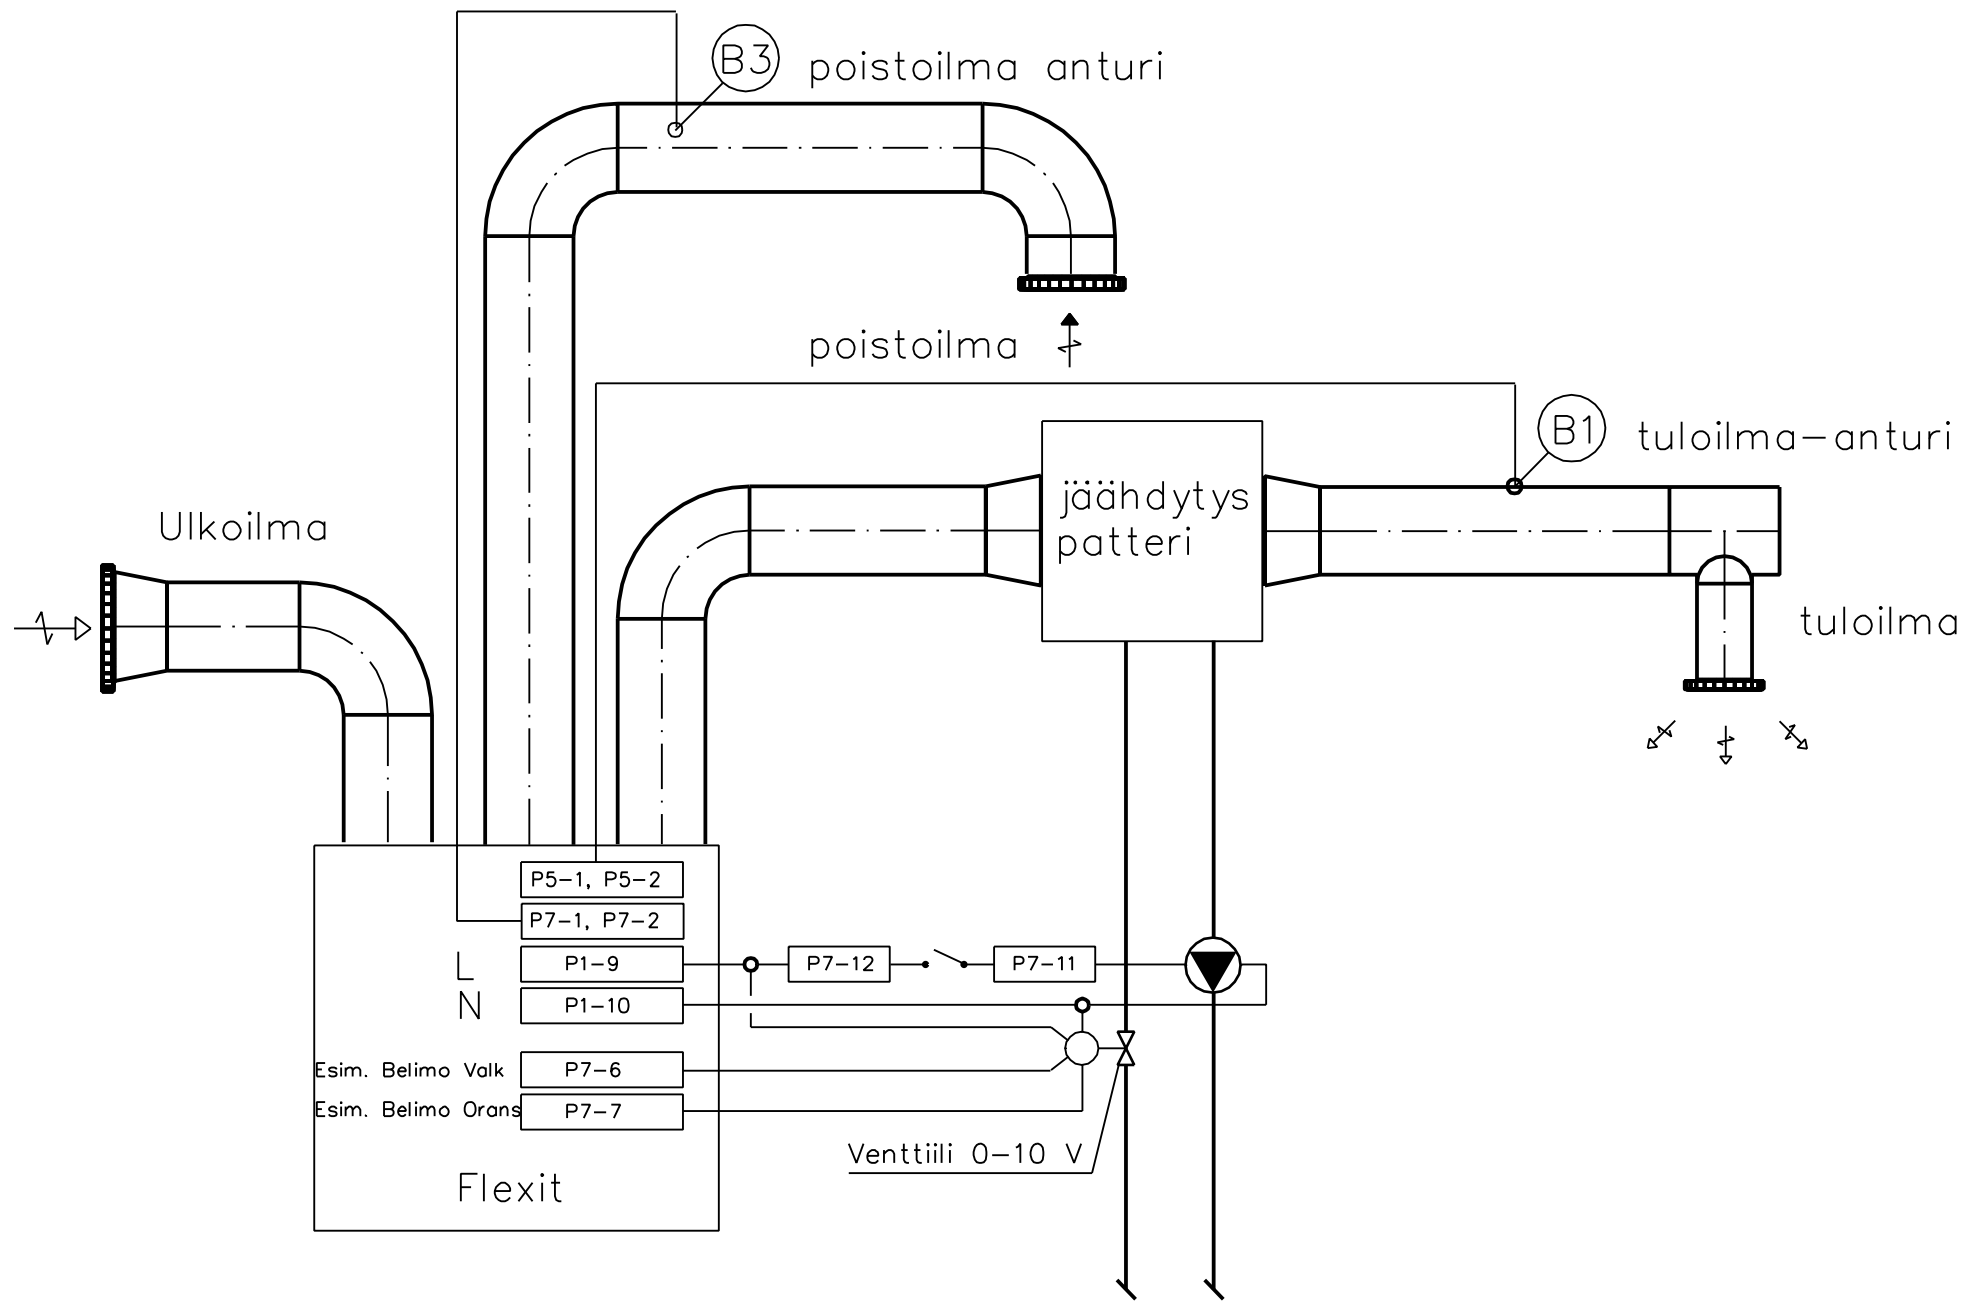 B3
poistoilma anturi
poistoilma
B1
tuloilma-anturi
jäähdytys
patteri
Ulkoilma
tuloilma
P5-1, P5-2
P7-1, P7-2
L
P1-9
P7-12
P7-11
N
P1-10
Esim. Belimo Valk
P7-6
Esim. Belimo Orans
P7-7
Venttiili 0-10 V
Flexit